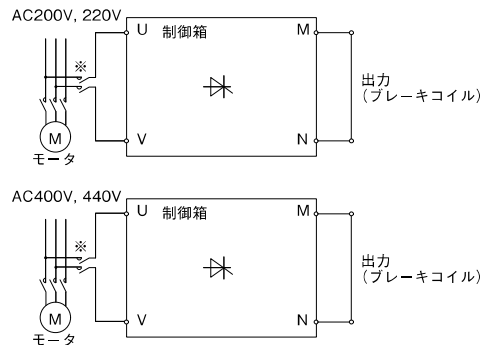 AC200V, 220V
※
U
制御箱
M
出力
(ブレーキコイル)
M
モータ
V
N
AC400V, 440V
※
U
制御箱
M
出力
(ブレーキコイル)
M
モータ
V
N